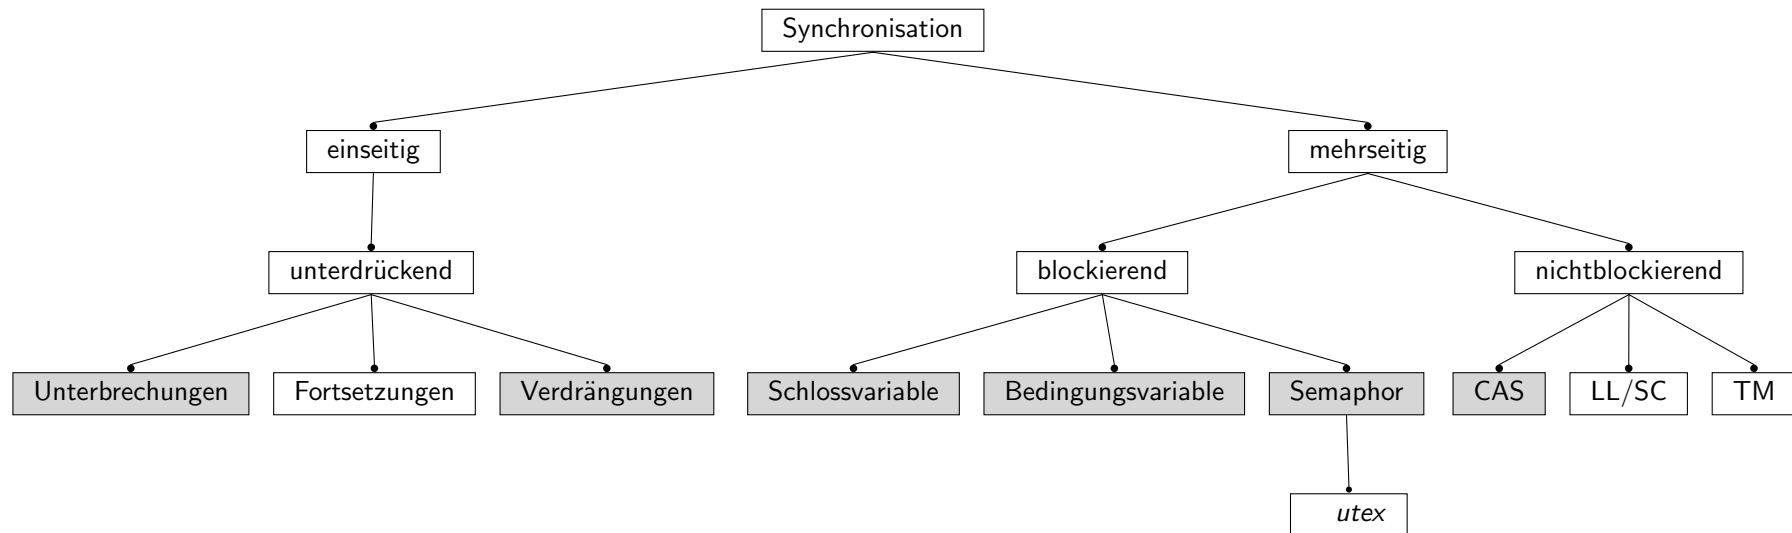 Synchronisation
einseitig
mehrseitig
unterdrückend
blockierend
nichtblockierend
Unterbrechungen
Fortsetzungen
Verdrängungen
Schlossvariable
Bedingungsvariable
Semaphor
CAS
LL/SC
TM
utex